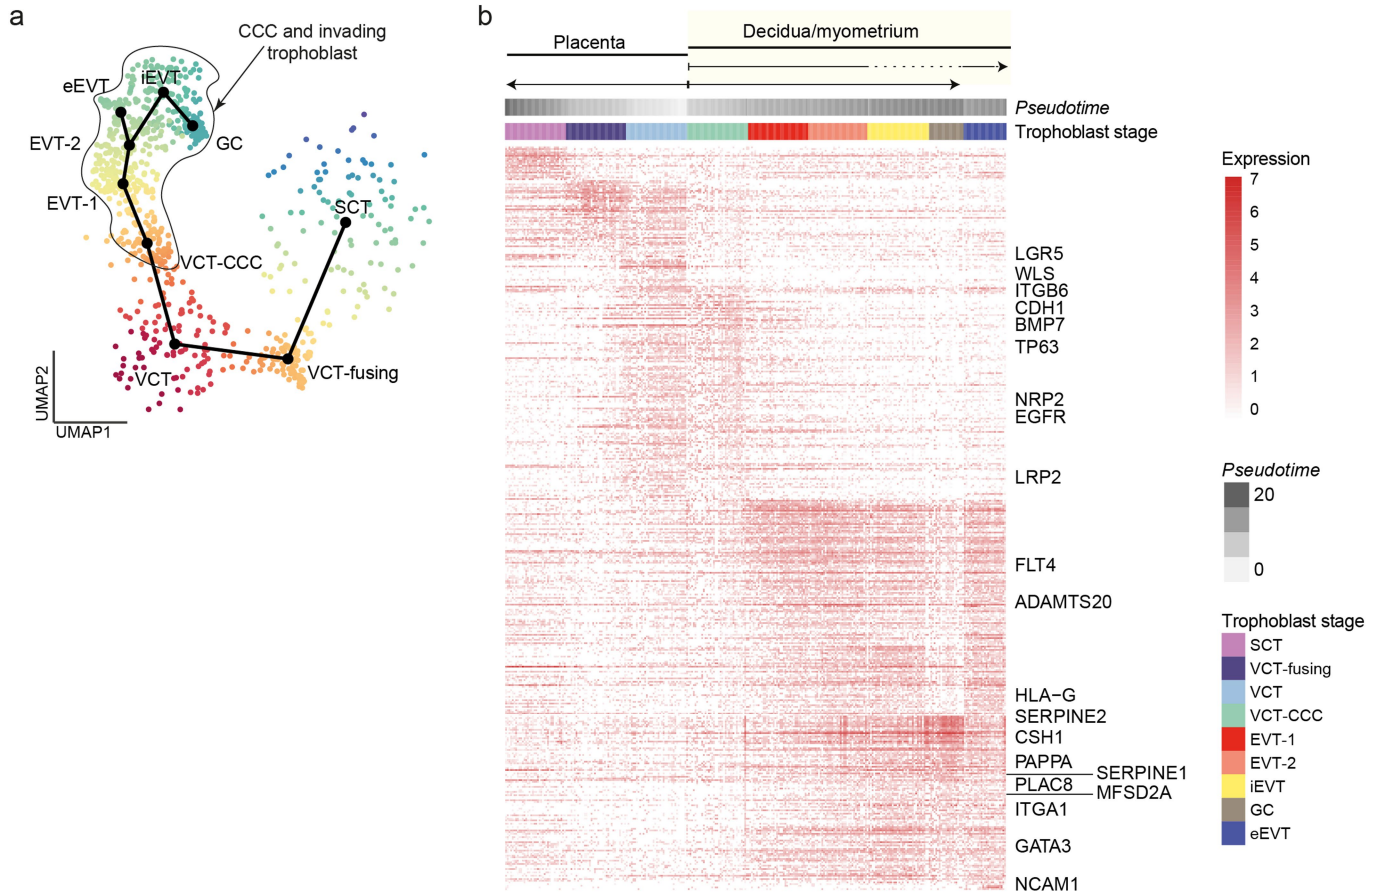 a
CCC and invading
trophoblast
eEVT
iEVT
EVT-2
GC
EVT-1
SCT
VCT-CCC
VCT
VCT-fusing
UMAP2
UMAP1
b
Placenta
Decidua/myometrium
Pseudotime
Trophoblast stage
LGR5
WLS
ITGB6
CDH1
BMP7
TP63
NRP2
EGFR
LRP2
FLT4
ADAMTS20
HLA−G
SERPINE2
CSH1
PAPPA
SERPINE1
PLAC8
MFSD2A
ITGA1
GATA3
NCAM1
Expression
7
6
5
4
3
2
1
0
Pseudotime
20
0
Trophoblast stage
SCT
VCT-fusing
VCT
VCT-CCC
EVT-1
EVT-2
iEVT
GC
eEVT